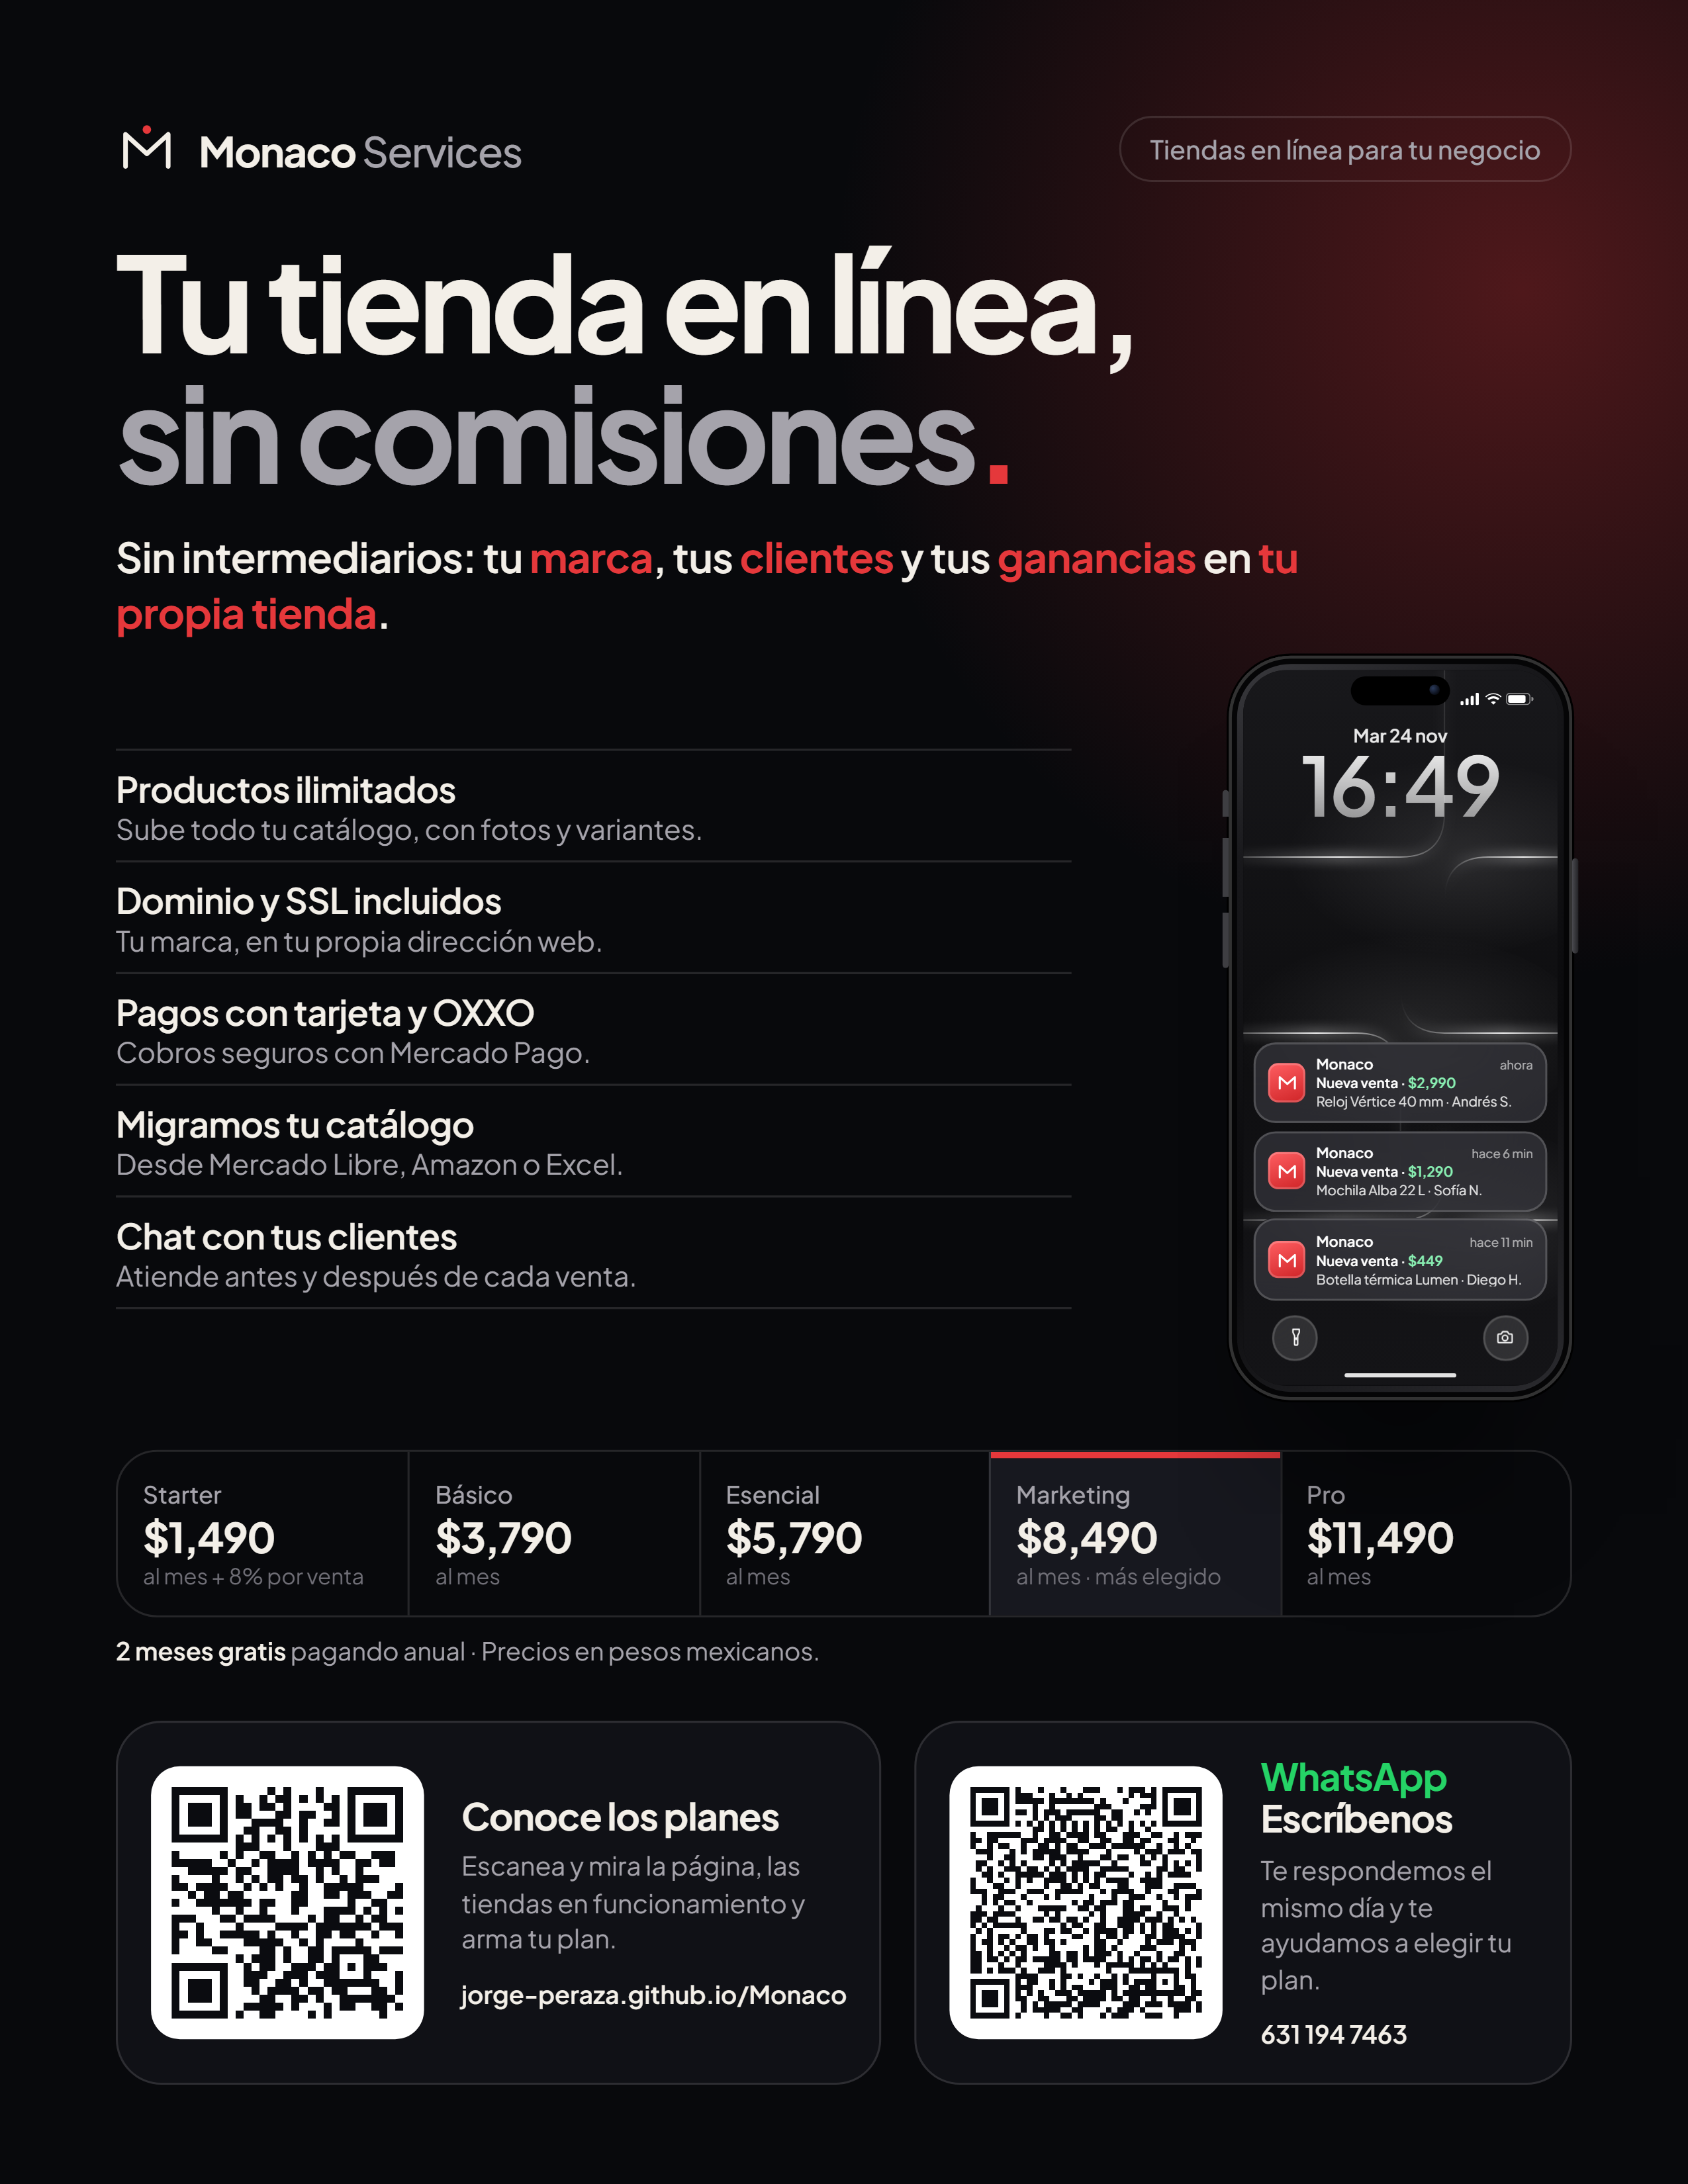 Monaco Services
Tiendas en línea para tu negocio
Tu tienda en línea,
sin comisiones.
Sin intermediarios: tu marca, tus clientes y tus ganancias en tu
propia tienda.
Productos ilimitados
Sube todo tu catálogo, con fotos y variantes.
Dominio y SSL incluidos
Tu marca, en tu propia dirección web.
Pagos con tarjeta y OXXO
Cobros seguros con Mercado Pago.
Migramos tu catálogo
Desde Mercado Libre, Amazon o Excel.
Chat con tus clientes
Atiende antes y después de cada venta.
Mar 24 nov
16:49
Monaco ahora
Nueva venta · $2,990
Reloj Vértice 40 mm · Andrés S.
Monaco hace 6 min
Nueva venta · $1,290
Mochila Alba 22 L · Sofía N.
Monaco hace 11 min
Nueva venta · $449
Botella térmica Lumen · Diego H.
Starter
$1,490
al mes + 8% por venta
Básico
$3,790
al mes
Esencial
$5,790
al mes
Marketing
$8,490
al mes · más elegido
Pro
$11,490
al mes
2 meses gratis pagando anual · Precios en pesos mexicanos.
Conoce los planes
Escanea y mira la página, las
tiendas en funcionamiento y
arma tu plan.
jorge-peraza.github.io/Monaco
WhatsApp
Escríbenos
Te respondemos el
mismo día y te
ayudamos a elegir tu
plan.
631 194 7463